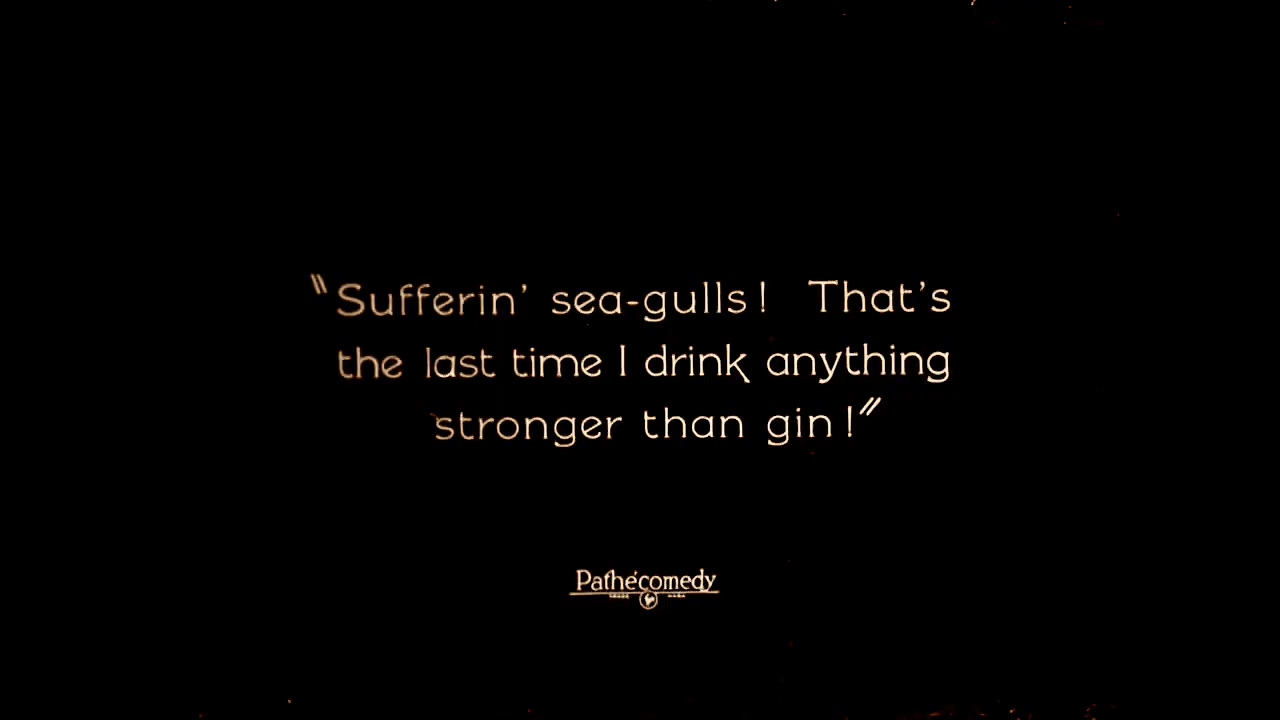 "Sufferin' sea-gulls! That's
the last time I drink anything
stronger than gin!"
Pathécomedy